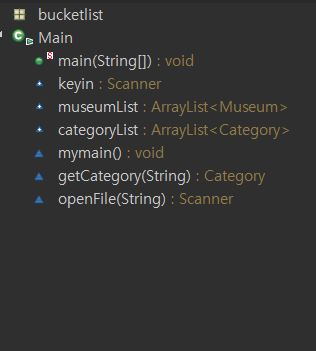 bucketlist
Main
main(String[]) : void
keyin : Scanner
museumList : ArrayList<Museum>
categoryList : ArrayList<Category>
mymain() : void
getCategory(String) : Category
openFile(String) : Scanner